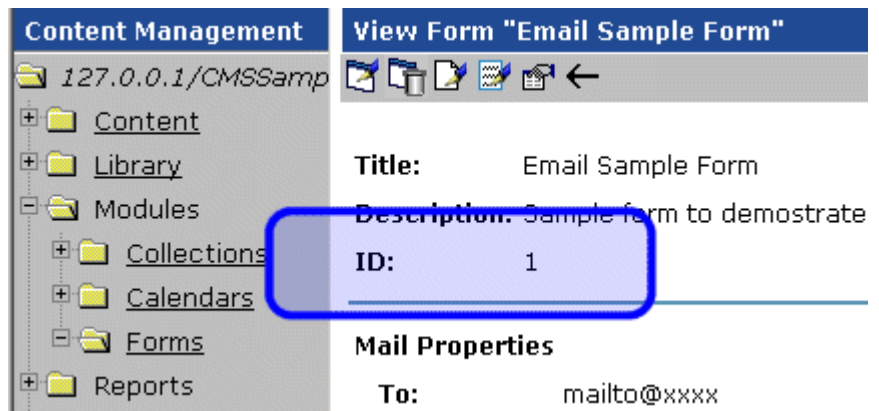 Content Management
View Form "Email Sample Form"
127.0.0.1/CMSSamp
Content
Library
Title: Email Sample Form
Modules
Description: Sample form to demostrate
Collections
ID: 1
Calendars
Forms
Mail Properties
Reports
To: mailto@xxxx